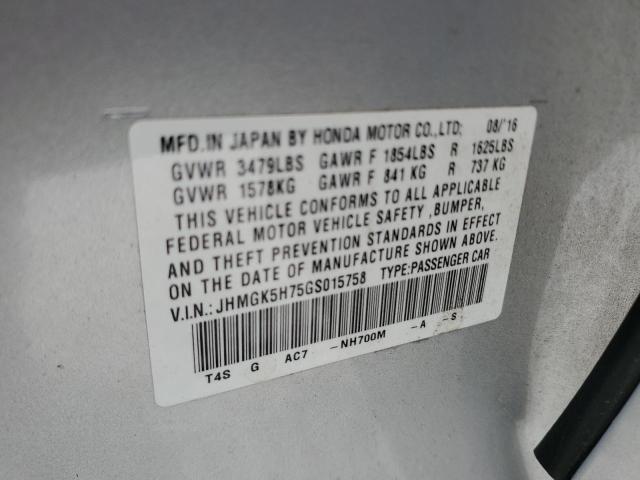 MFD.IN JAPAN BY HONDA MOTOR CO.,LTD: 08/'16
GVWR 3479LBS GAWR F 1854LBS R 1625LBS
GVWR 1578KG GAWR F 841 KG R 737 KG
THIS VEHICLE CONFORMS TO ALL APPLICABLE
FEDERAL MOTOR VEHICLE SAFETY ,BUMPER,
AND THEFT PREVENTION STANDARDS IN EFFECT
ON THE DATE OF MANUFACTURE SHOWN ABOVE.
V.I.N.:JHMGK5H75GS015758 TYPE:PASSENGER CAR
T4S G AC7 -NH700M -A -S